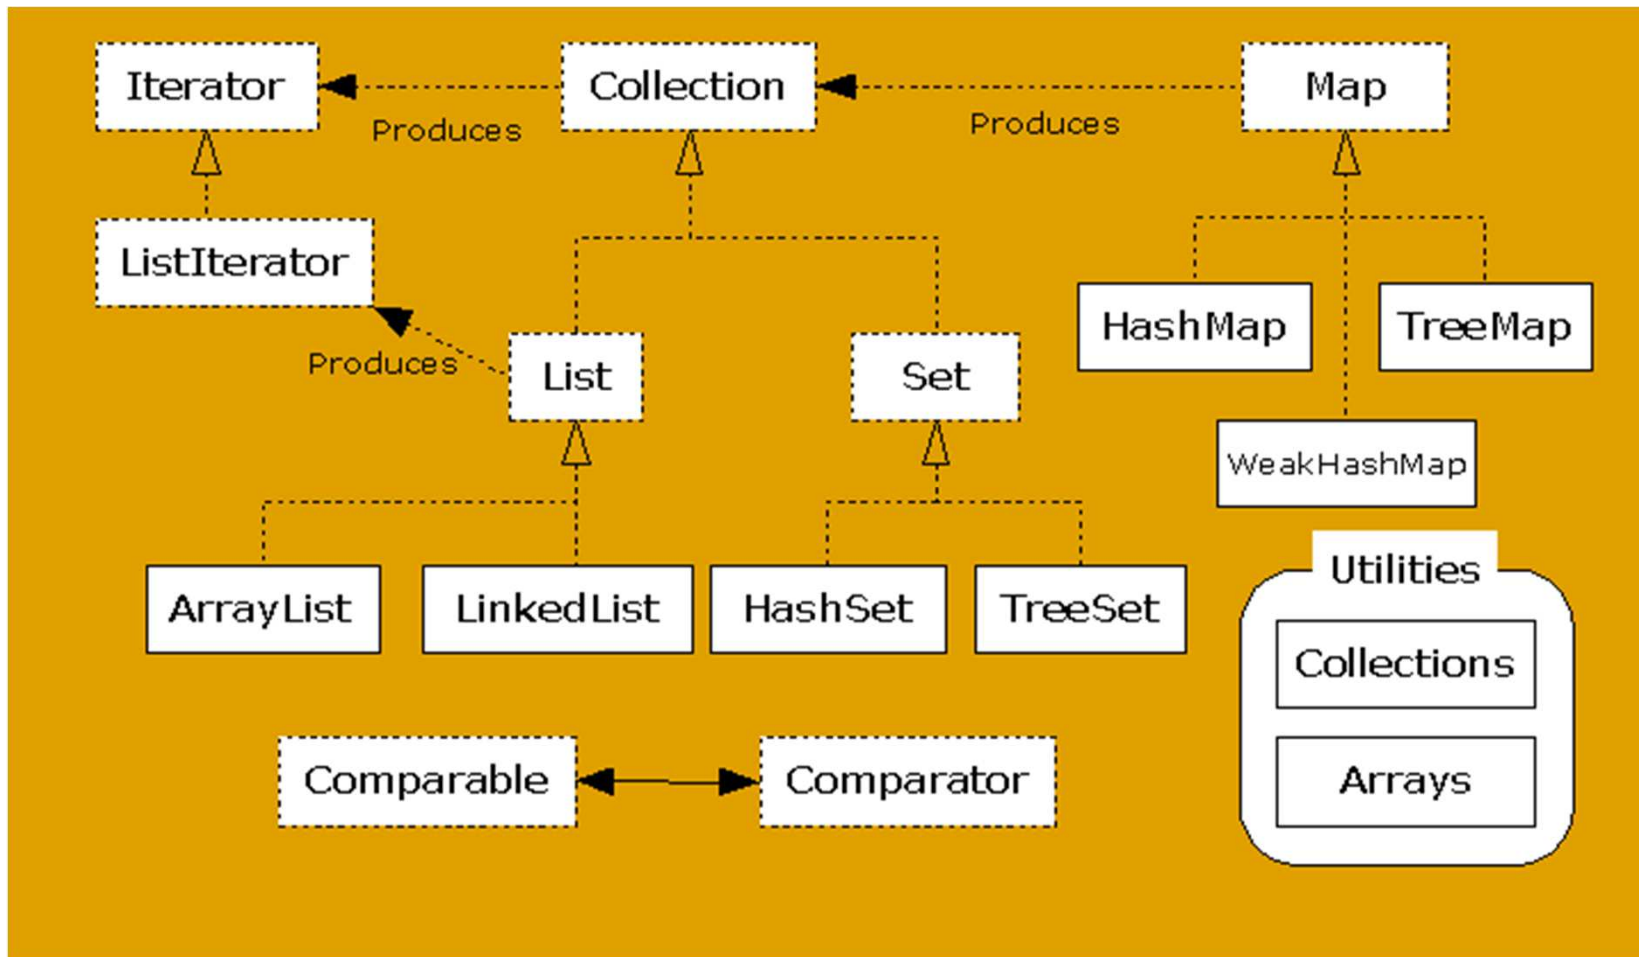 Iterator
Collection
Map
Produces
Produces
ListIterator
HashMap
TreeMap
Produces
List
Set
WeakHashMap
Utilities
ArrayList
LinkedList
HashSet
TreeSet
Collections
Comparable
Comparator
Arrays